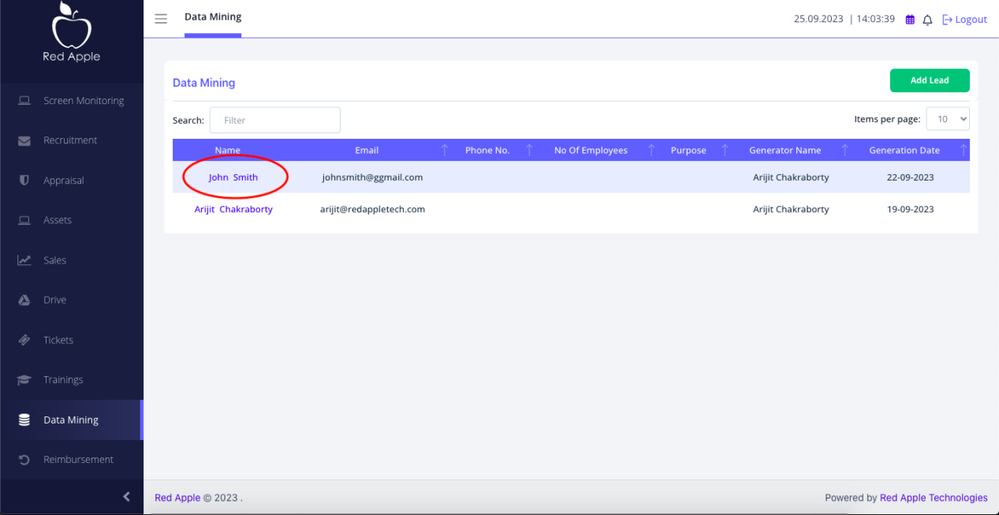 Red Apple
Screen Monitoring
Recruitment
Appraisal
Assets
Sales
Drive
Tickets
Trainings
Data Mining
Reimbursement
Data Mining
25.09.2023 | 14:03:39 Logout
Data Mining
Add Lead
Search: Filter
Items per page: 10
Name Email Phone No. No Of Employees Purpose Generator Name Generation Date
John Smith johnsmith@ggmail.com Arijit Chakraborty 22-09-2023
Arijit Chakraborty arijit@redappletech.com Arijit Chakraborty 19-09-2023
Red Apple © 2023 .
Powered by Red Apple Technologies